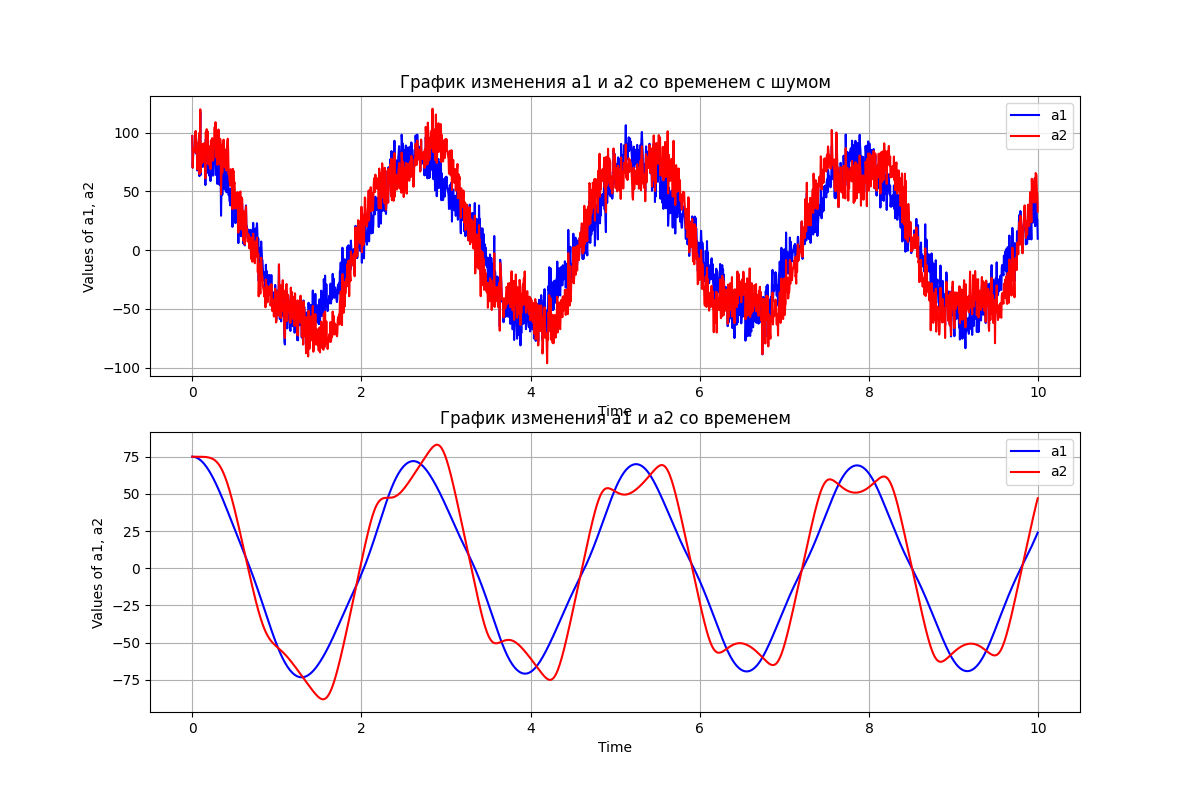 График изменения a1 и a2 со временем с шумом
a1
a2
100
50
0
−50
−100
Values of a1, a2
0 2 4 6 8 10
Time
График изменения a1 и a2 со временем
a1
a2
75
50
25
0
−25
−50
−75
Values of a1, a2
0 2 4 6 8 10
Time